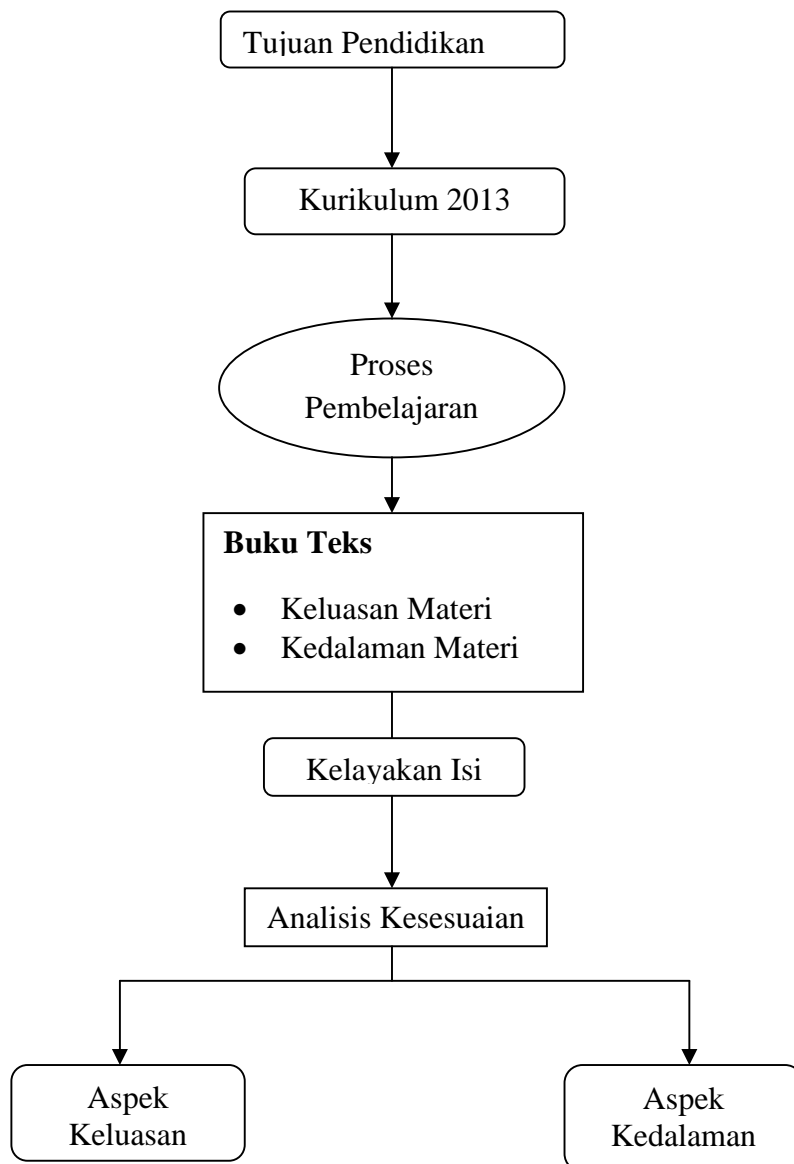 Tujuan Pendidikan
Kurikulum 2013
Proses
Pembelajaran
Buku Teks
• Keluasan Materi
• Kedalaman Materi
Kelayakan Isi
Analisis Kesesuaian
Aspek
Keluasan
Aspek
Kedalaman